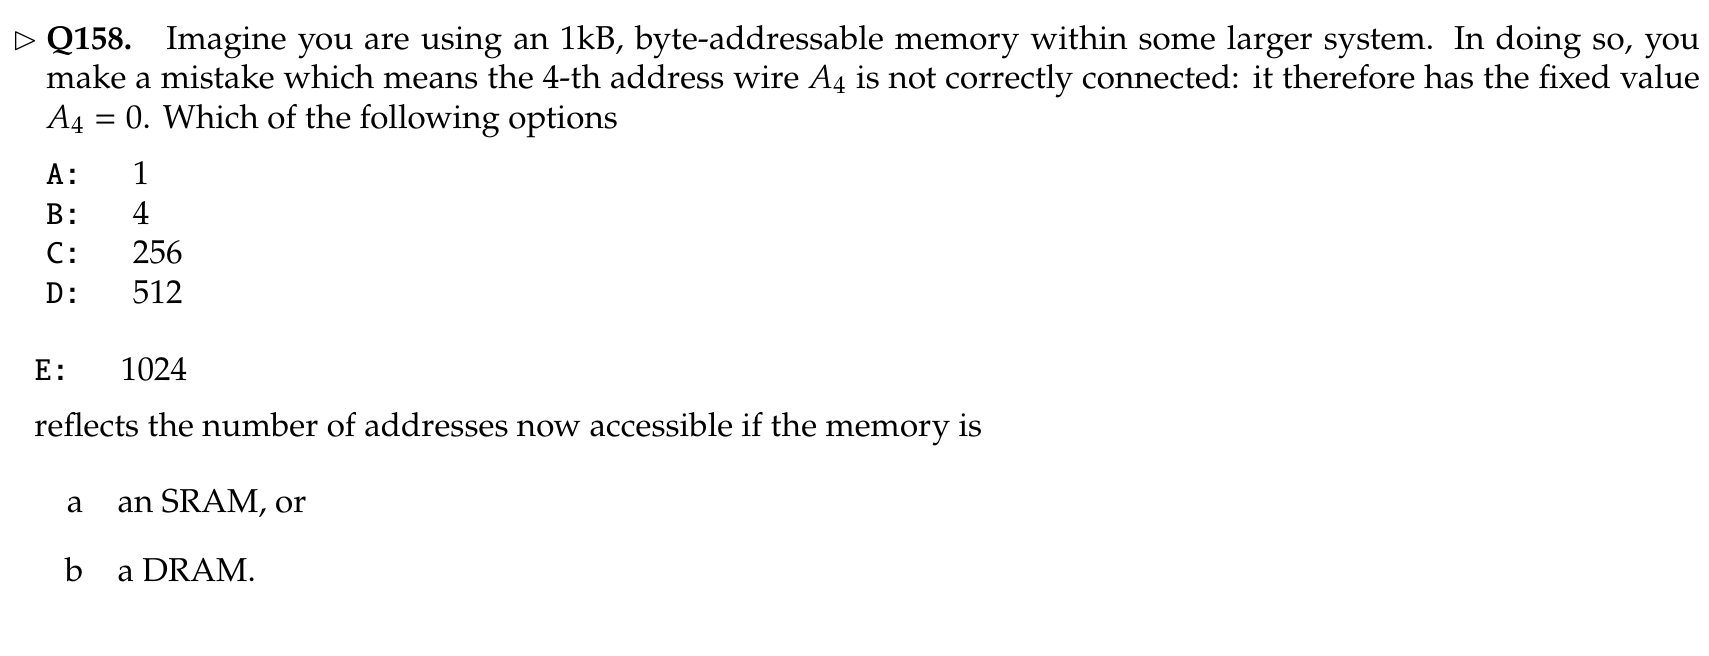 ▷ Q158. Imagine you are using an 1kB, byte-addressable memory within some larger system. In doing so, you
make a mistake which means the 4-th address wire A₄ is not correctly connected: it therefore has the fixed value
A₄ = 0. Which of the following options
A: 1
B: 4
C: 256
D: 512
E: 1024
reflects the number of addresses now accessible if the memory is
a an SRAM, or
b a DRAM.